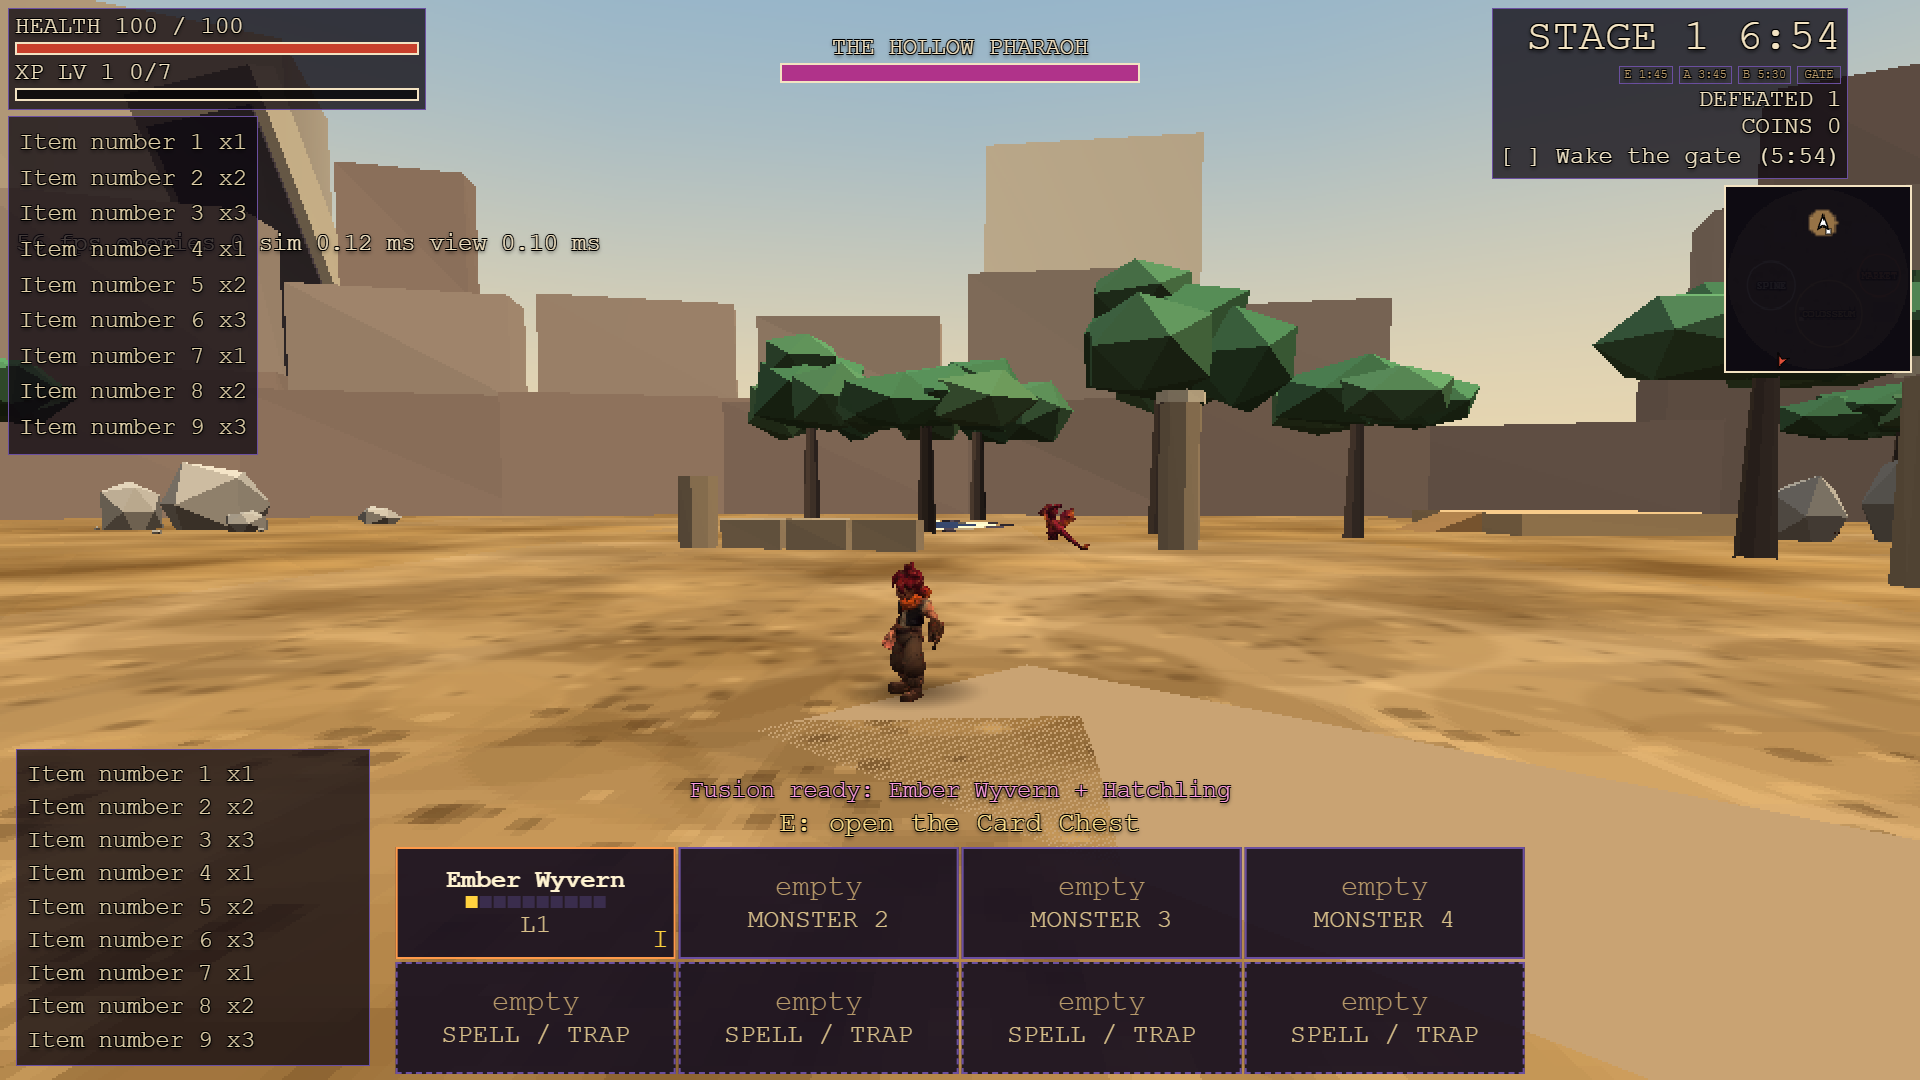 HEALTH 100 / 100
XP LV 1 0/7
Item number 1 x1
Item number 2 x2
Item number 3 x3
Item number 4 x1
Item number 5 x2
Item number 6 x3
Item number 7 x1
Item number 8 x2
Item number 9 x3
sim 0.12 ms view 0.10 ms
THE HOLLOW PHARAOH
STAGE 1 6:54
E 1:45 A 3:45 B 5:30 GATE
DEFEATED 1
COINS 0
[ ] Wake the gate (5:54)
Item number 1 x1
Item number 2 x2
Item number 3 x3
Item number 4 x1
Item number 5 x2
Item number 6 x3
Item number 7 x1
Item number 8 x2
Item number 9 x3
Fusion ready: Ember Wyvern + Hatchling
E: open the Card Chest
Ember Wyvern
L1
I
empty
MONSTER 2
empty
MONSTER 3
empty
MONSTER 4
empty
SPELL / TRAP
empty
SPELL / TRAP
empty
SPELL / TRAP
empty
SPELL / TRAP